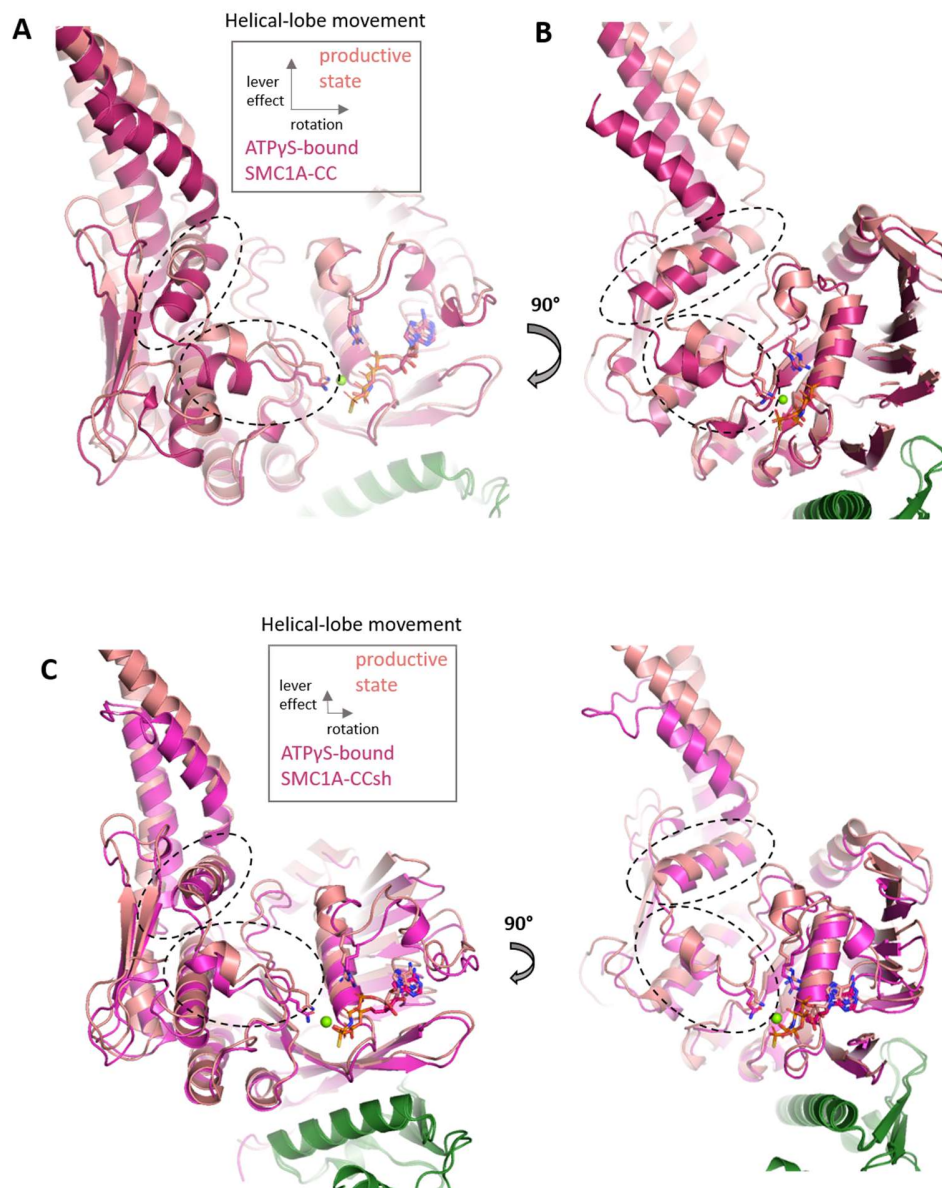 A
Helical-lobe movement
productive
state
lever
effect
rotation
ATPγS-bound
SMC1A-CC
B
90°
C
Helical-lobe movement
productive
state
lever
effect
rotation
ATPγS-bound
SMC1A-CCsh
90°